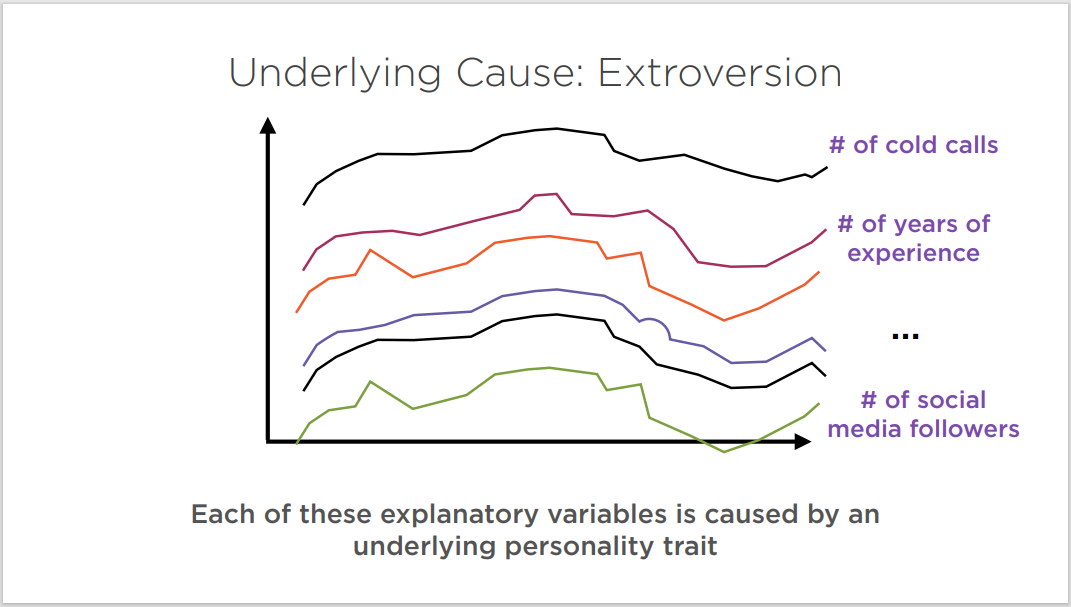 Underlying Cause: Extroversion
# of cold calls
# of years of
experience
...
# of social
media followers
Each of these explanatory variables is caused by an
underlying personality trait